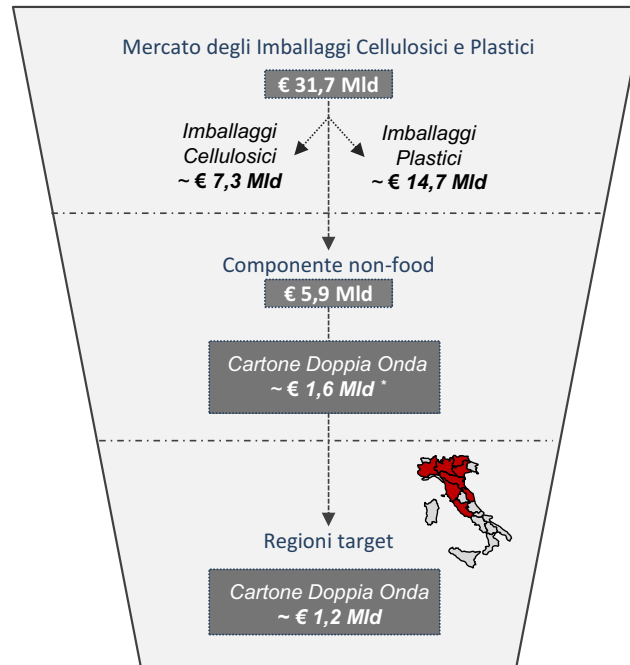 Mercato degli Imballaggi Cellulosici e Plastici
€ 31,7 Mld
Imballaggi
Cellulosici
~ € 7,3 Mld
Imballaggi
Plastici
~ € 14,7 Mld
Componente non-food
€ 5,9 Mld
Cartone Doppia Onda
~ € 1,6 Mld *
Regioni target
Cartone Doppia Onda
~ € 1,2 Mld